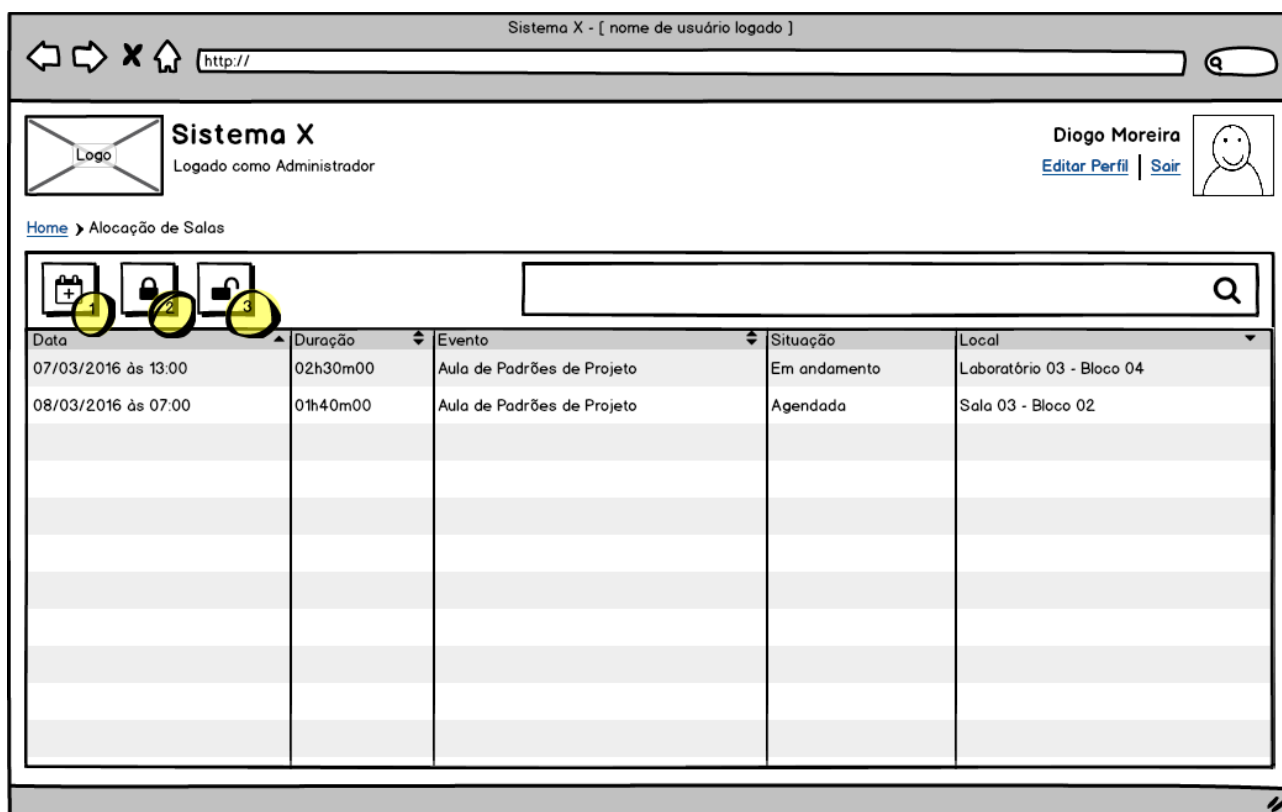 Sistema X - [ nome de usuário logado ]
http://
Logo
Sistema X
Logado como Administrador
Diogo Moreira
Editar Perfil | Sair
Home > Alocação de Salas
1 2 3
Data Duração Evento Situação Local
07/03/2016 às 13:00 02h30m00 Aula de Padrões de Projeto Em andamento Laboratório 03 - Bloco 04
08/03/2016 às 07:00 01h40m00 Aula de Padrões de Projeto Agendada Sala 03 - Bloco 02